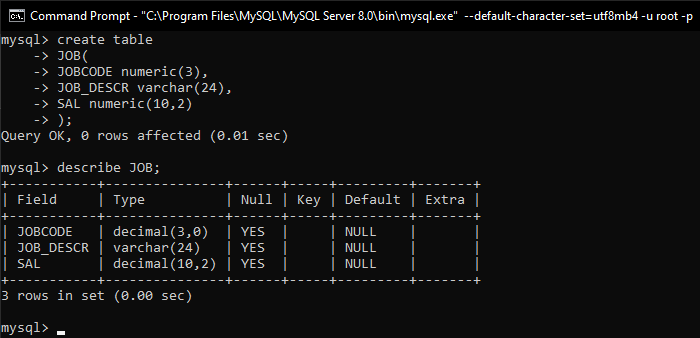 Command Prompt - "C:\Program Files\MySQL\MySQL Server 8.0\bin\mysql.exe"  --default-character-set=utf8mb4 -u root -p
mysql> create table
    -> JOB(
    -> JOBCODE numeric(3),
    -> JOB_DESCR varchar(24),
    -> SAL numeric(10,2)
    -> );
Query OK, 0 rows affected (0.01 sec)
mysql> describe JOB;
+-----------+---------------+------+-----+---------+-------+
| Field     | Type          | Null | Key | Default | Extra |
+-----------+---------------+------+-----+---------+-------+
| JOBCODE   | decimal(3,0)  | YES  |     | NULL    |       |
| JOB_DESCR | varchar(24)   | YES  |     | NULL    |       |
| SAL       | decimal(10,2) | YES  |     | NULL    |       |
+-----------+---------------+------+-----+---------+-------+
3 rows in set (0.00 sec)
mysql> _